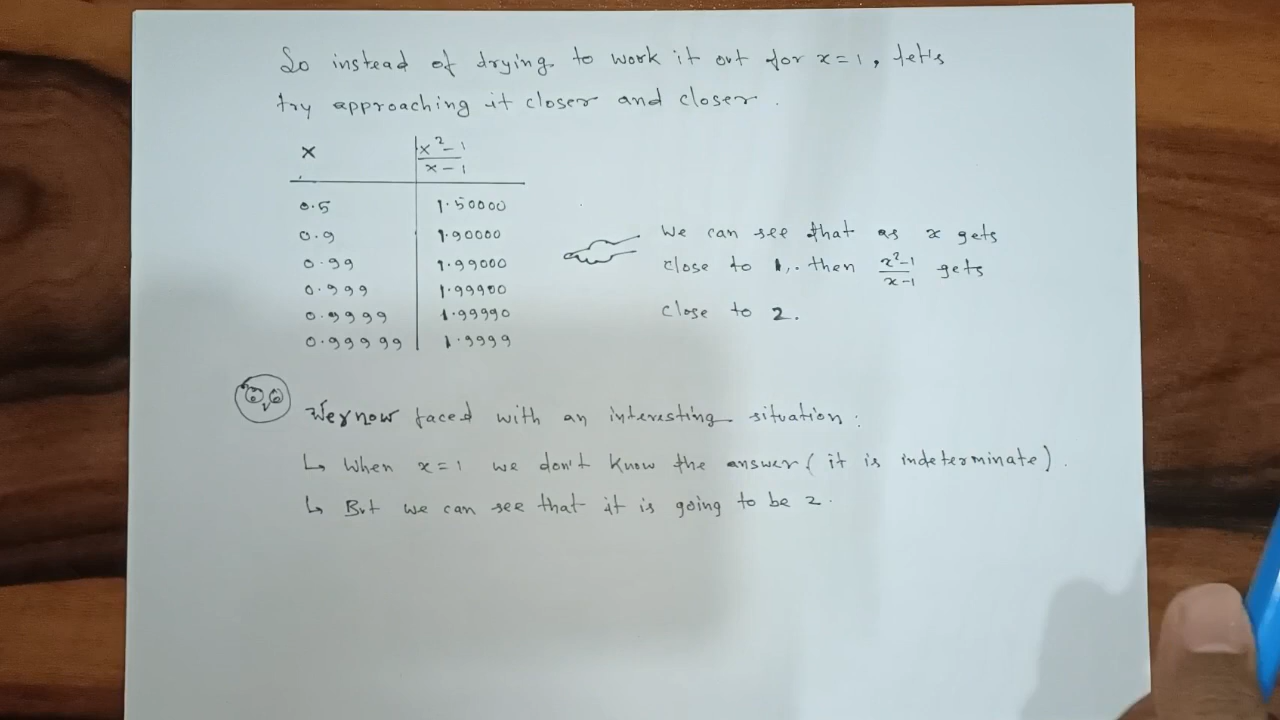 So instead of drying to work it out for x = 1, let's
try approaching it closer and closer.
x | x²-1 / x-1
0.5 | 1.50000
0.9 | 1.90000
0.99 | 1.99000
0.999 | 1.99900
0.9999 | 1.99990
0.99999 | 1.9999
We can see that as x gets
close to 1, then x²-1 / x-1 gets
close to 2.
now faced with an interesting situation:
↳ When x = 1 we don't know the answer (it is indeterminate).
↳ But we can see that it is going to be 2.